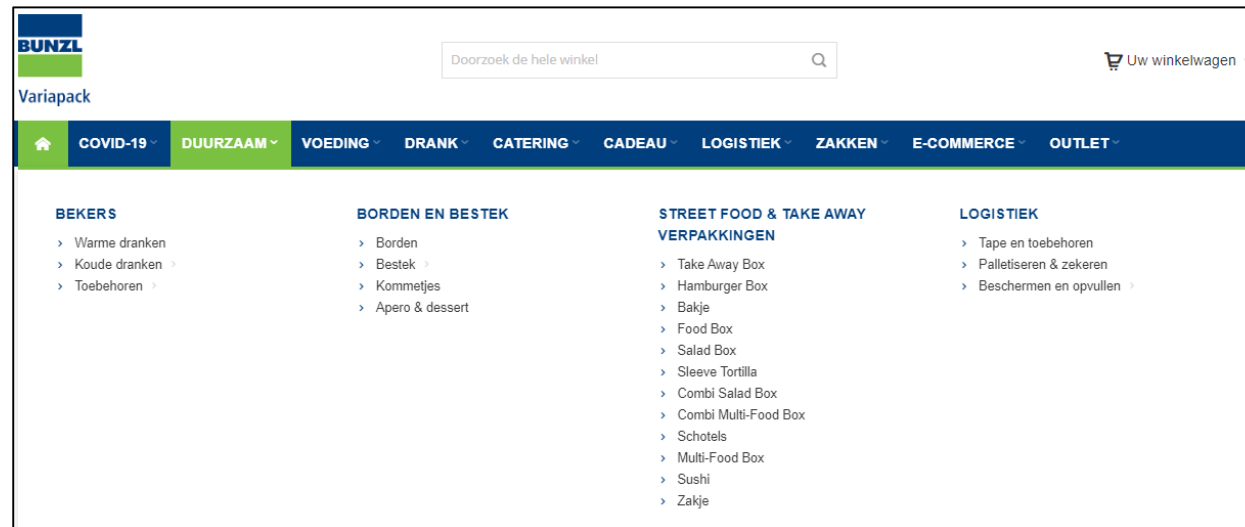 BUNZL
Variapack
Doorzoek de hele winkel
Uw winkelwagen
COVID-19 DUURZAAM VOEDING DRANK CATERING CADEAU LOGISTIEK ZAKKEN E-COMMERCE OUTLET
BEKERS
Warme dranken
Koude dranken
Toebehoren
BORDEN EN BESTEK
Borden
Bestek
Kommetjes
Apero & dessert
STREET FOOD & TAKE AWAY
VERPAKKINGEN
Take Away Box
Hamburger Box
Bakje
Food Box
Salad Box
Sleeve Tortilla
Combi Salad Box
Combi Multi-Food Box
Schotels
Multi-Food Box
Sushi
Zakje
LOGISTIEK
Tape en toebehoren
Palletiseren & zekeren
Beschermen en opvullen